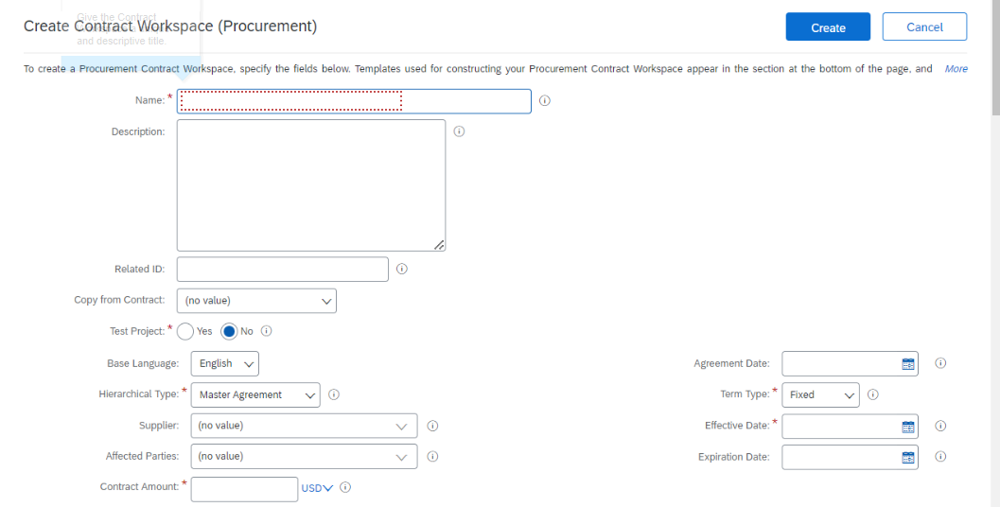 Give the Contract
and descriptive title.
Create Contract Workspace (Procurement)
Create
Cancel
To create a Procurement Contract Workspace, specify the fields below. Templates used for constructing your Procurement Contract Workspace appear in the section at the bottom of the page, and More
Name: *
Description:
Related ID:
Copy from Contract: (no value)
Test Project: * Yes No
Base Language: English
Agreement Date:
Hierarchical Type: * Master Agreement
Term Type: * Fixed
Supplier: (no value)
Effective Date: *
Affected Parties: (no value)
Expiration Date:
Contract Amount: * USD